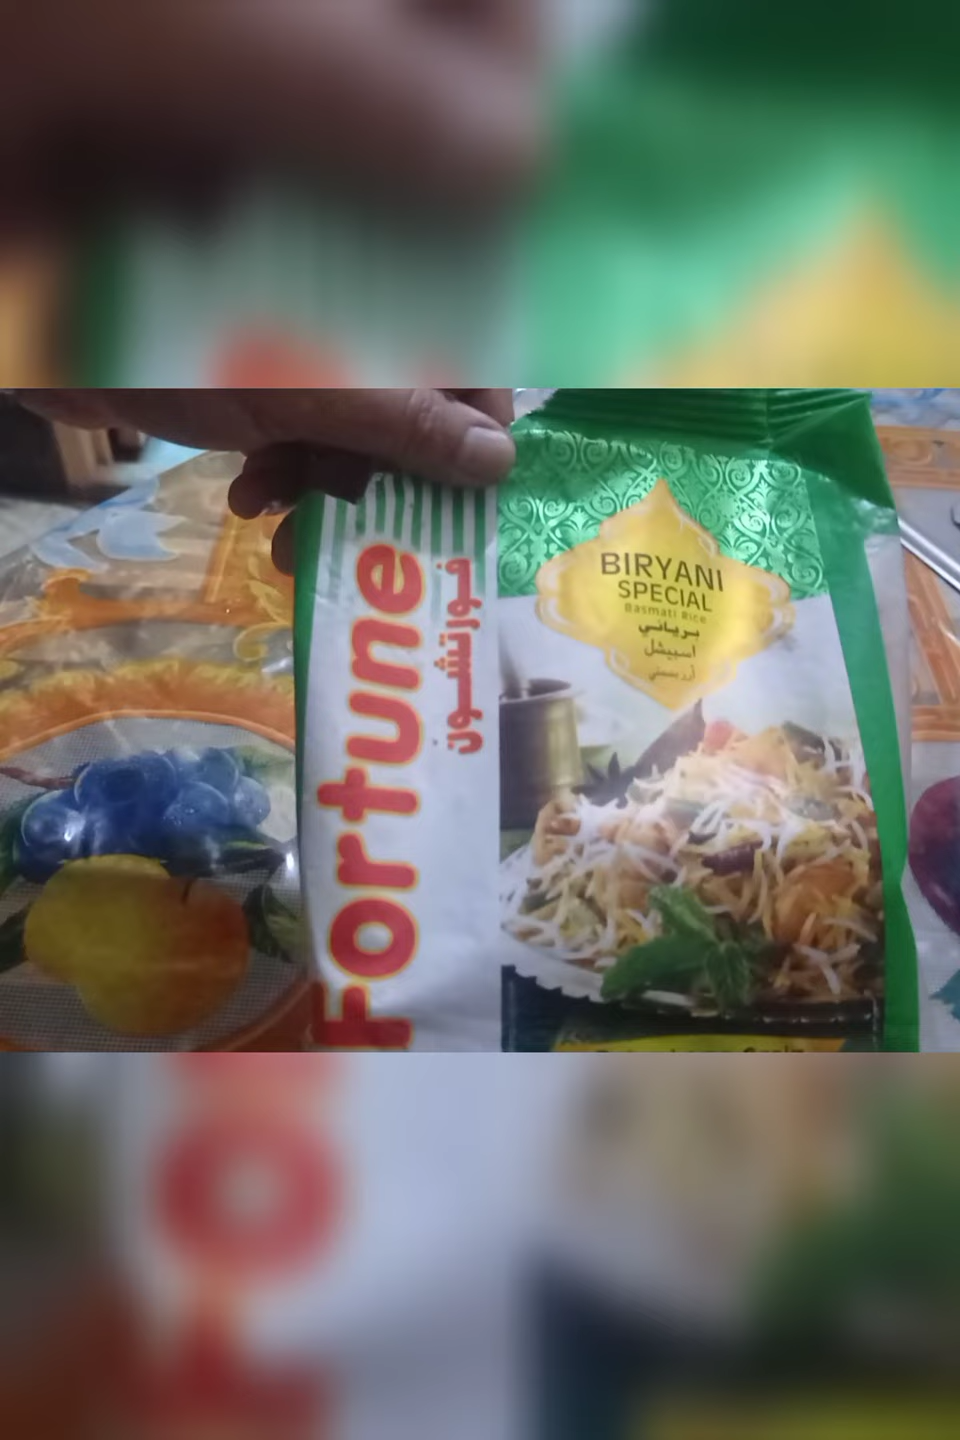 Fortune
فورتشون
BIRYANI
SPECIAL
Basmati Rice
برياني
اسبيشل
أرز بسمتي